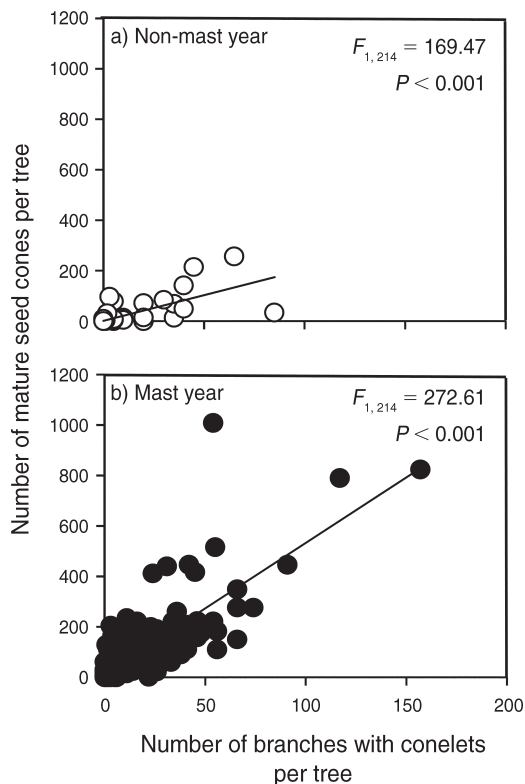 a) Non-mast year
F1, 214 = 169.47
P < 0.001
1200
1000
800
600
400
200
0
Number of mature seed cones per tree
b) Mast year
F1, 214 = 272.61
P < 0.001
1200
1000
800
600
400
200
0
0 50 100 150 200
Number of branches with conelets
per tree